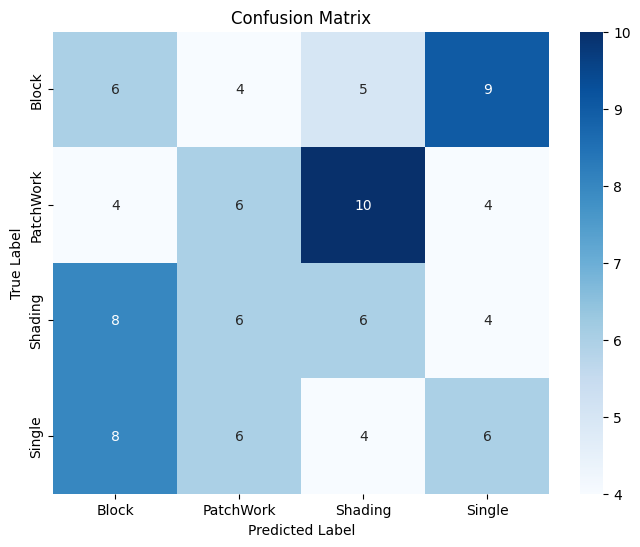 Confusion Matrix
True Label
Block
6 4 5 9
PatchWork
4 6 10 4
Shading
8 6 6 4
Single
8 6 4 6
Block PatchWork Shading Single
Predicted Label
10
9
8
7
6
5
4